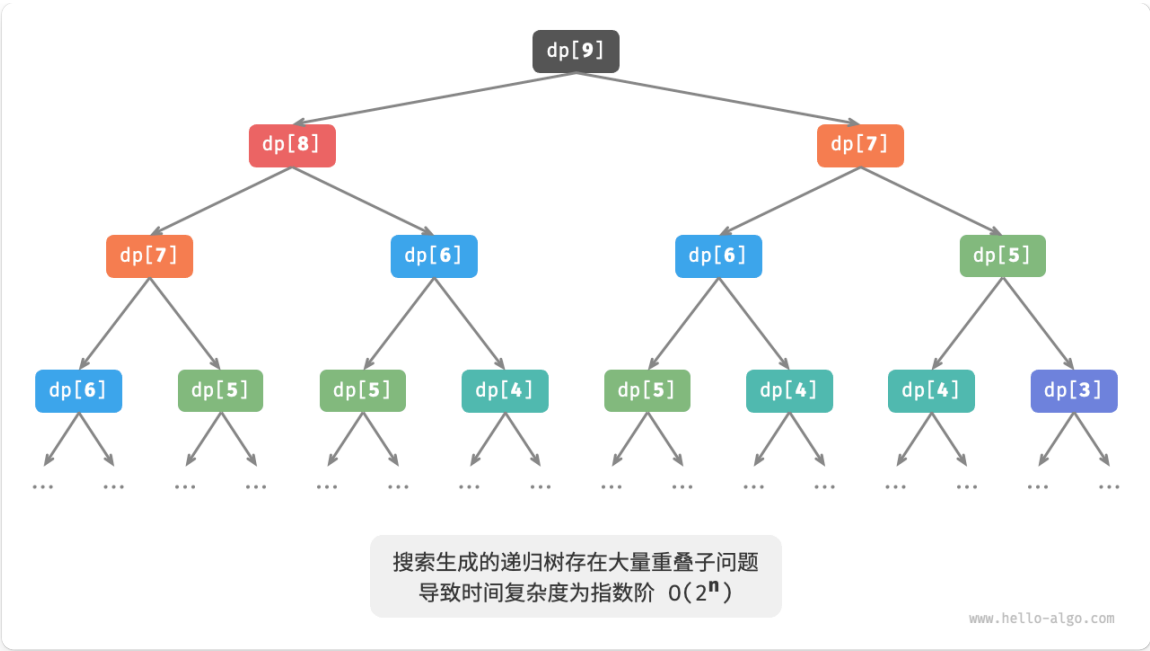 dp[9]
dp[8] dp[7]
dp[7] dp[6] dp[6] dp[5]
dp[6] dp[5] dp[5] dp[4] dp[5] dp[4] dp[4] dp[3]
... ... ... ... ... ... ... ... ... ... ... ... ... ... ... ...
搜索生成的递归树存在大量重叠子问题
导致时间复杂度为指数阶 O(2ⁿ)
www.hello-algo.com